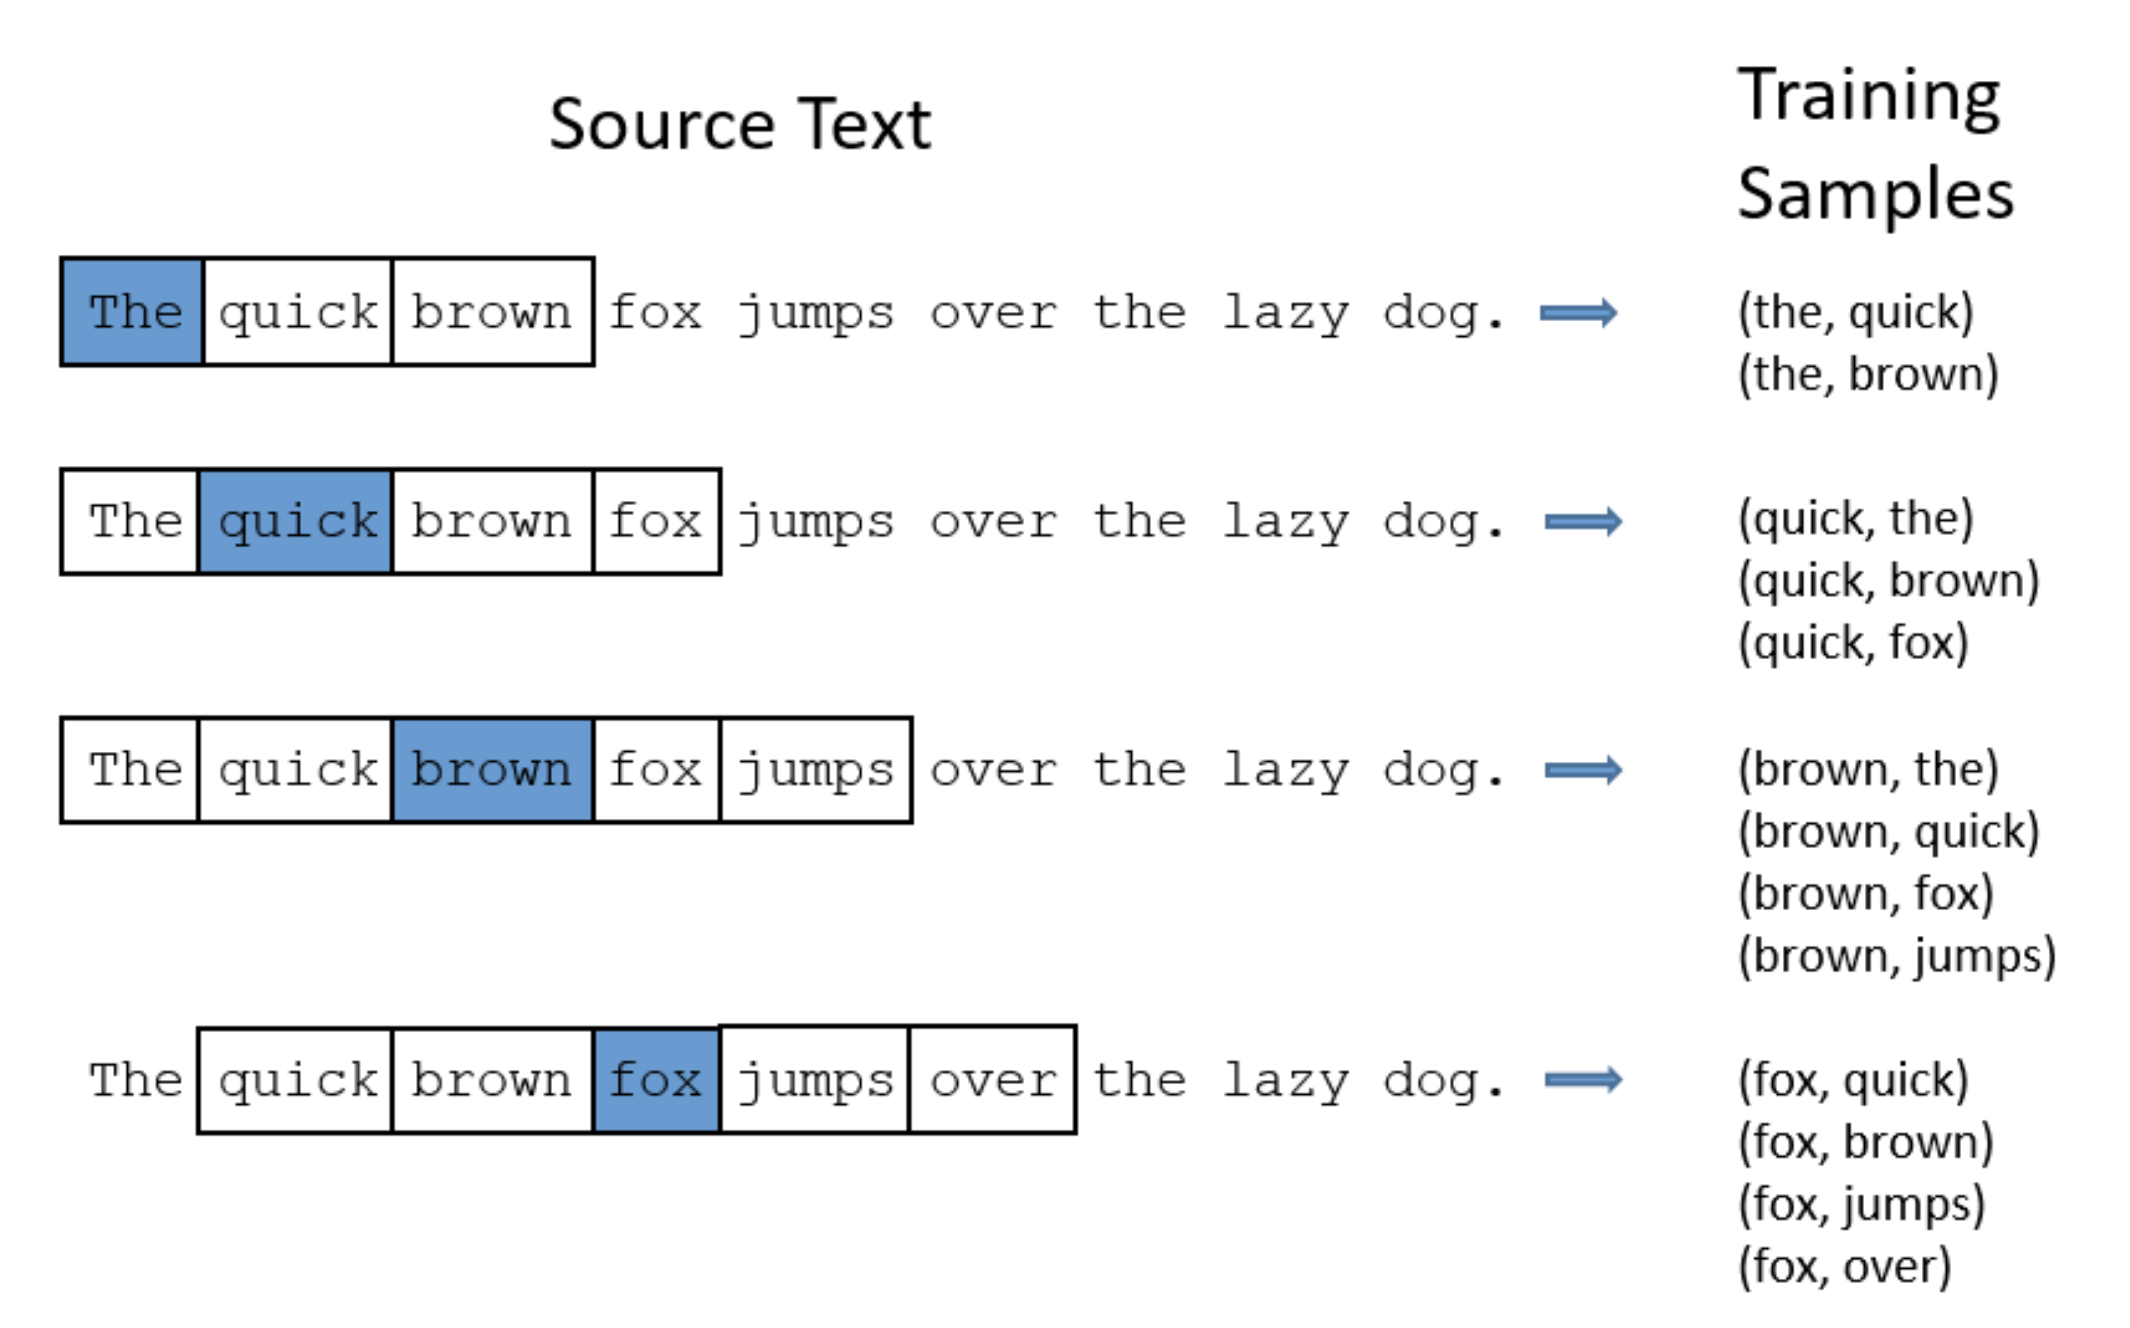 Source Text
Training
Samples
The quick brown fox jumps over the lazy dog.
(the, quick)
(the, brown)
The quick brown fox jumps over the lazy dog.
(quick, the)
(quick, brown)
(quick, fox)
The quick brown fox jumps over the lazy dog.
(brown, the)
(brown, quick)
(brown, fox)
(brown, jumps)
The quick brown fox jumps over the lazy dog.
(fox, quick)
(fox, brown)
(fox, jumps)
(fox, over)